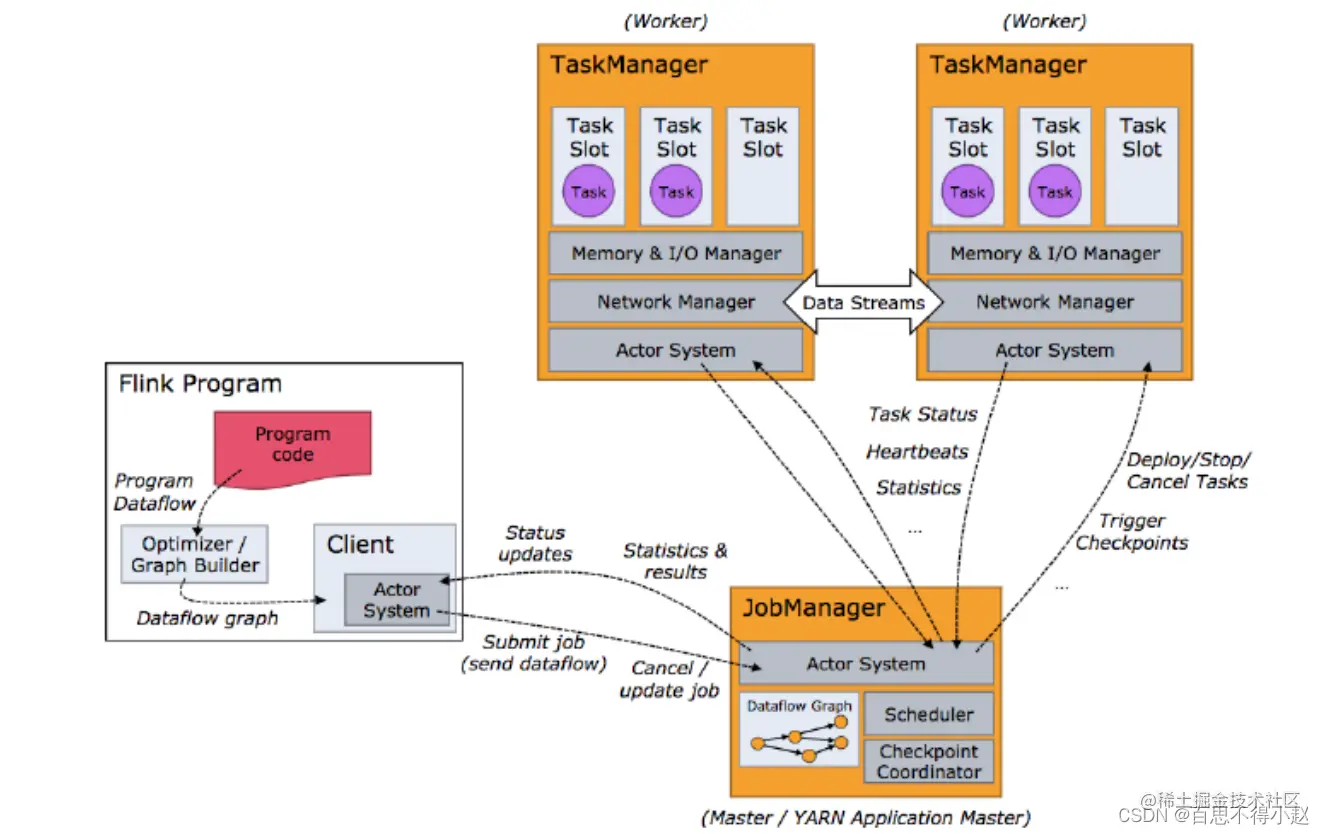 (Worker)
(Worker)
TaskManager
Task
Slot
Task
Task
Slot
Task
Task
Slot
Memory & I/O Manager
Network Manager
Actor System
TaskManager
Task
Slot
Task
Task
Slot
Task
Task
Slot
Memory & I/O Manager
Network Manager
Actor System
Data Streams
Flink Program
Program
code
Program
Dataflow
Optimizer /
Graph Builder
Dataflow graph
Client
Actor
System
Status
updates
Statistics &
results
Submit job
(send dataflow)
Cancel /
update job
Task Status
Heartbeats
Statistics
...
Deploy/Stop/
Cancel Tasks
Trigger
Checkpoints
...
JobManager
Actor System
Dataflow Graph
Scheduler
Checkpoint
Coordinator
(Master / YARN Application Master)
@稀土掘金技术社区
CSDN @百思不得小赵